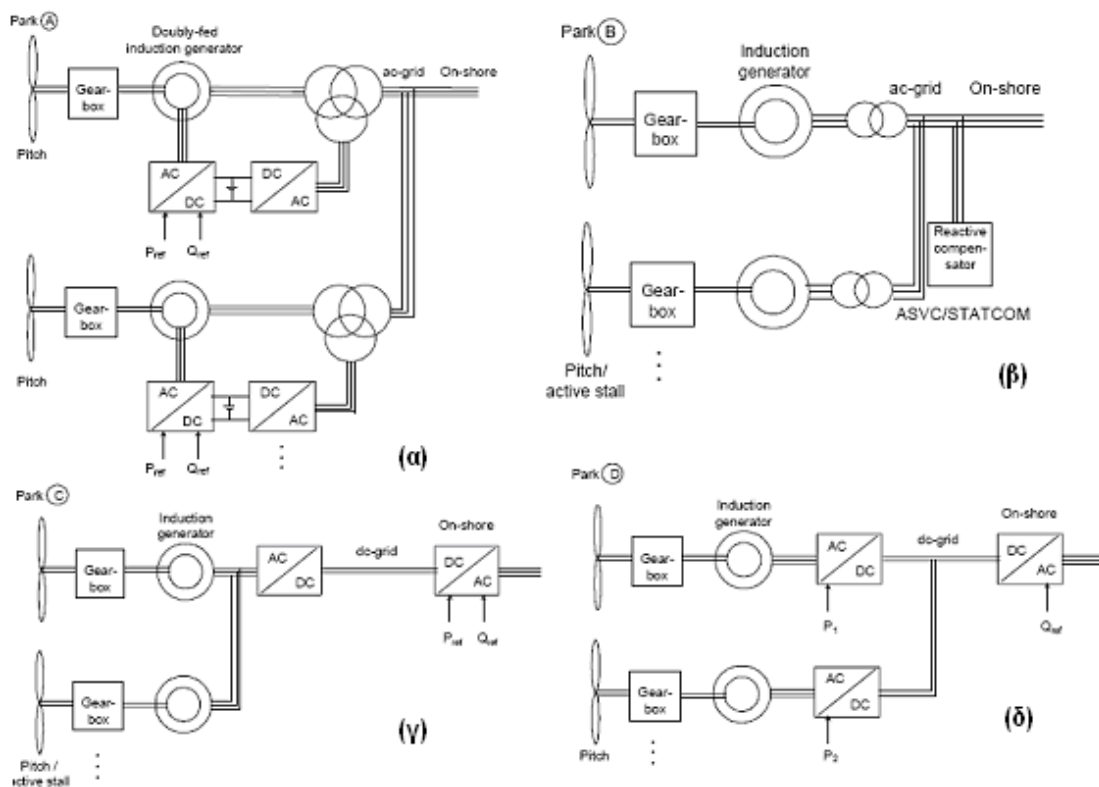 Park A
Doubly-fed
induction generator
ac-grid On-shore
Gear-
box
Pitch
AC
DC
DC
AC
Pref Qref
Gear-
box
Pitch
AC
DC
DC
AC
Pref Qref
(α)
Park B
Induction
generator
ac-grid On-shore
Gear-
box
Reactive
compen-
sator
Gear-
box
ASVC/STATCOM
Pitch/
active stall
(β)
Park C
Induction
generator
On-shore
dc-grid
Gear-
box
AC
DC
DC
AC
Pref Qref
Gear-
box
Pitch /
active stall
(γ)
Park D
Induction
generator
On-shore
dc-grid
Gear-
box
AC
DC
DC
AC
P1
Qref
Gear-
box
AC
DC
Pitch
P2
(δ)